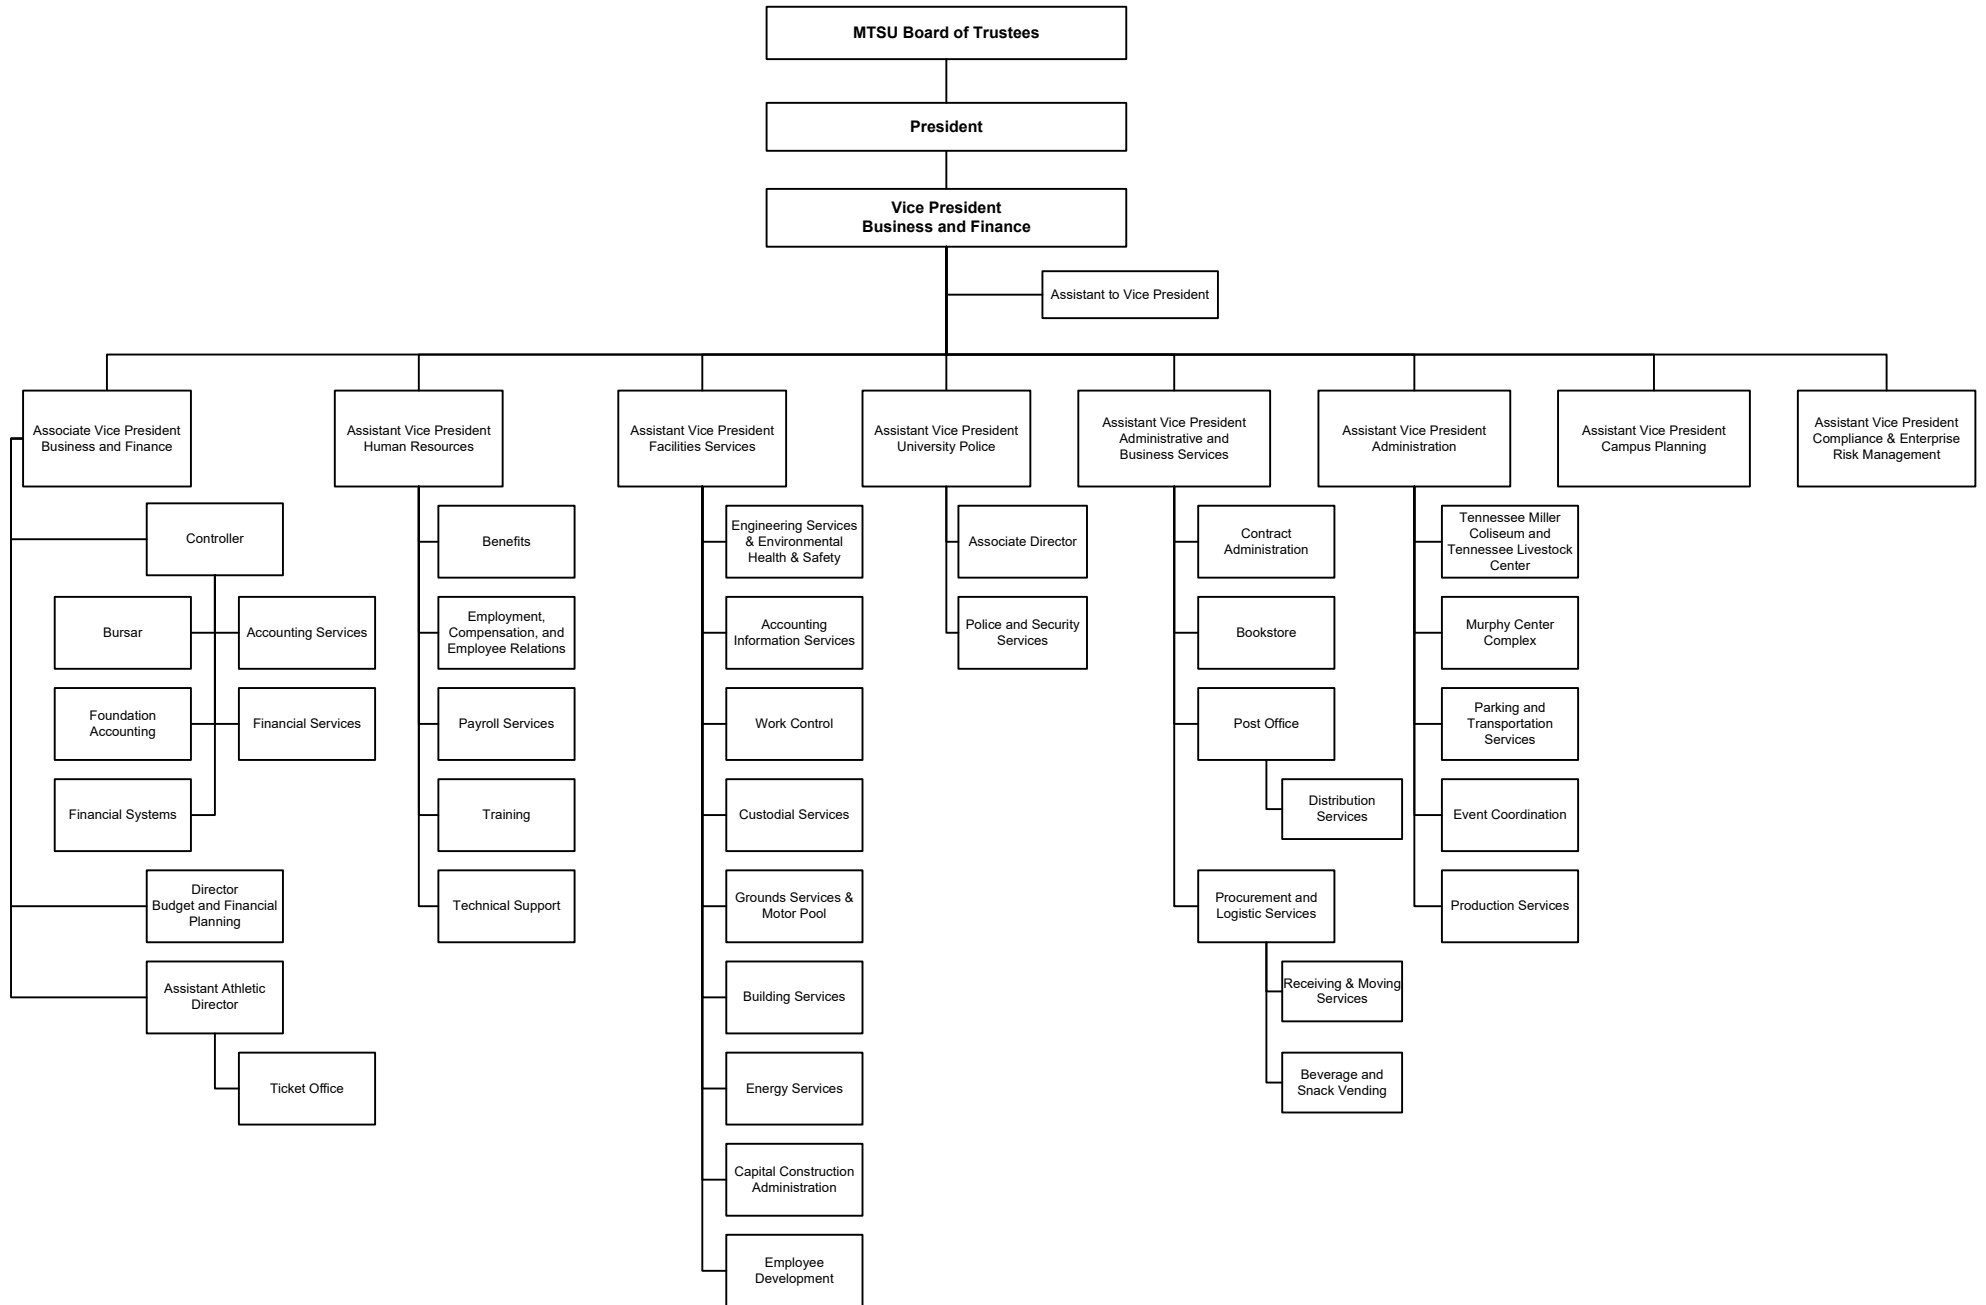 MTSU Board of Trustees
President
Vice President
Business and Finance
Assistant to Vice President
Associate Vice President
Business and Finance
Assistant Vice President
Human Resources
Assistant Vice President
Facilities Services
Assistant Vice President
University Police
Assistant Vice President
Administrative and
Business Services
Assistant Vice President
Administration
Assistant Vice President
Campus Planning
Assistant Vice President
Compliance & Enterprise
Risk Management
Controller
Bursar
Accounting Services
Foundation
Accounting
Financial Services
Financial Systems
Director
Budget and Financial
Planning
Assistant Athletic
Director
Ticket Office
Benefits
Employment,
Compensation, and
Employee Relations
Payroll Services
Training
Technical Support
Engineering Services
& Environmental
Health & Safety
Accounting
Information Services
Work Control
Custodial Services
Grounds Services &
Motor Pool
Building Services
Energy Services
Capital Construction
Administration
Employee
Development
Associate Director
Police and Security
Services
Contract
Administration
Bookstore
Post Office
Distribution
Services
Procurement and
Logistic Services
Receiving & Moving
Services
Beverage and
Snack Vending
Tennessee Miller
Coliseum and
Tennessee Livestock
Center
Murphy Center
Complex
Parking and
Transportation
Services
Event Coordination
Production Services